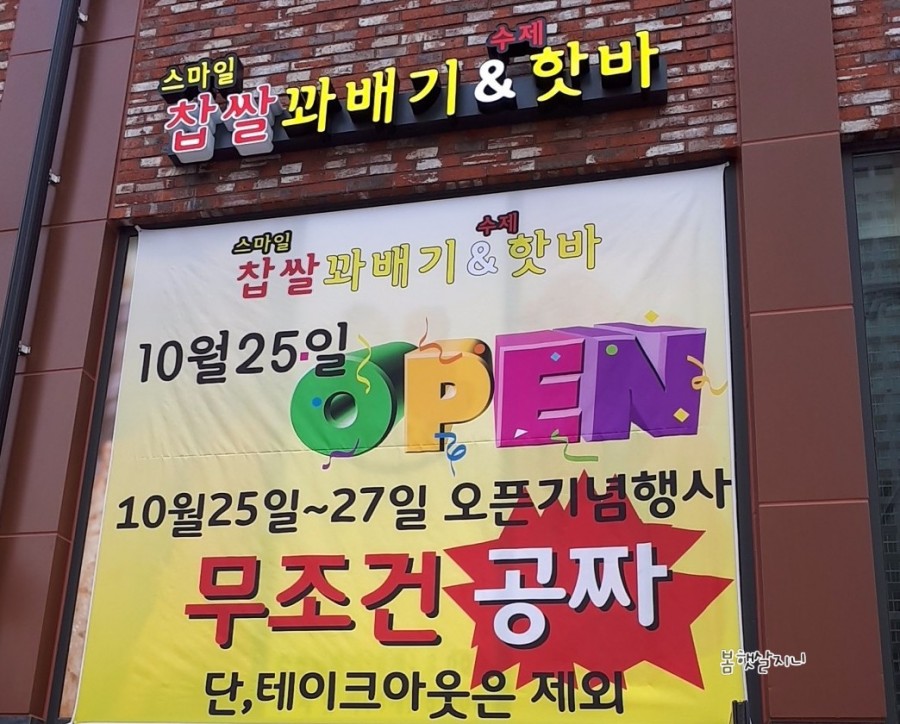 스마일 수제
찹쌀꽈배기&핫바
스마일 수제
찹쌀꽈배기&핫바
10월25일 OPEN
10월25일~27일 오픈기념행사
무조건 공짜
단,테이크아웃은 제외
봄햇살지니